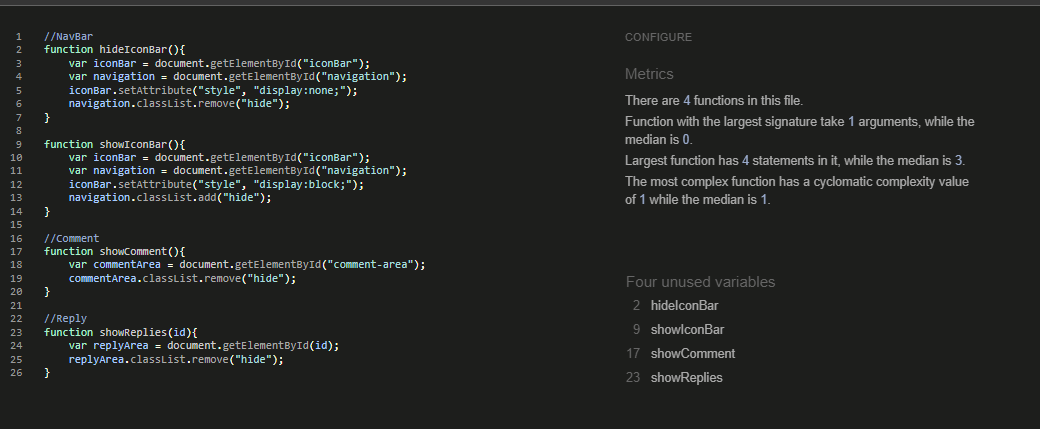 1 //NavBar
2 function hideIconBar(){
3 var iconBar = document.getElementById("iconBar");
4 var navigation = document.getElementById("navigation");
5 iconBar.setAttribute("style", "display:none;");
6 navigation.classList.remove("hide");
7 }
8
9 function showIconBar(){
10 var iconBar = document.getElementById("iconBar");
11 var navigation = document.getElementById("navigation");
12 iconBar.setAttribute("style", "display:block;");
13 navigation.classList.add("hide");
14 }
15
16 //Comment
17 function showComment(){
18 var commentArea = document.getElementById("comment-area");
19 commentArea.classList.remove("hide");
20 }
21
22 //Reply
23 function showReplies(id){
24 var replyArea = document.getElementById(id);
25 replyArea.classList.remove("hide");
26 }
CONFIGURE
Metrics
There are 4 functions in this file.
Function with the largest signature take 1 arguments, while the
median is 0.
Largest function has 4 statements in it, while the median is 3.
The most complex function has a cyclomatic complexity value
of 1 while the median is 1.
Four unused variables
2 hideIconBar
9 showIconBar
17 showComment
23 showReplies